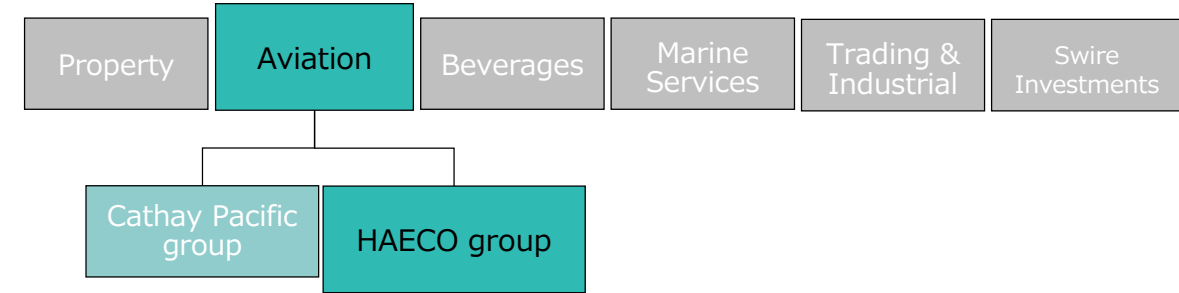 Property
Aviation
Beverages
Marine
Services
Trading &
Industrial
Swire
Investments
Cathay Pacific
group
HAECO group